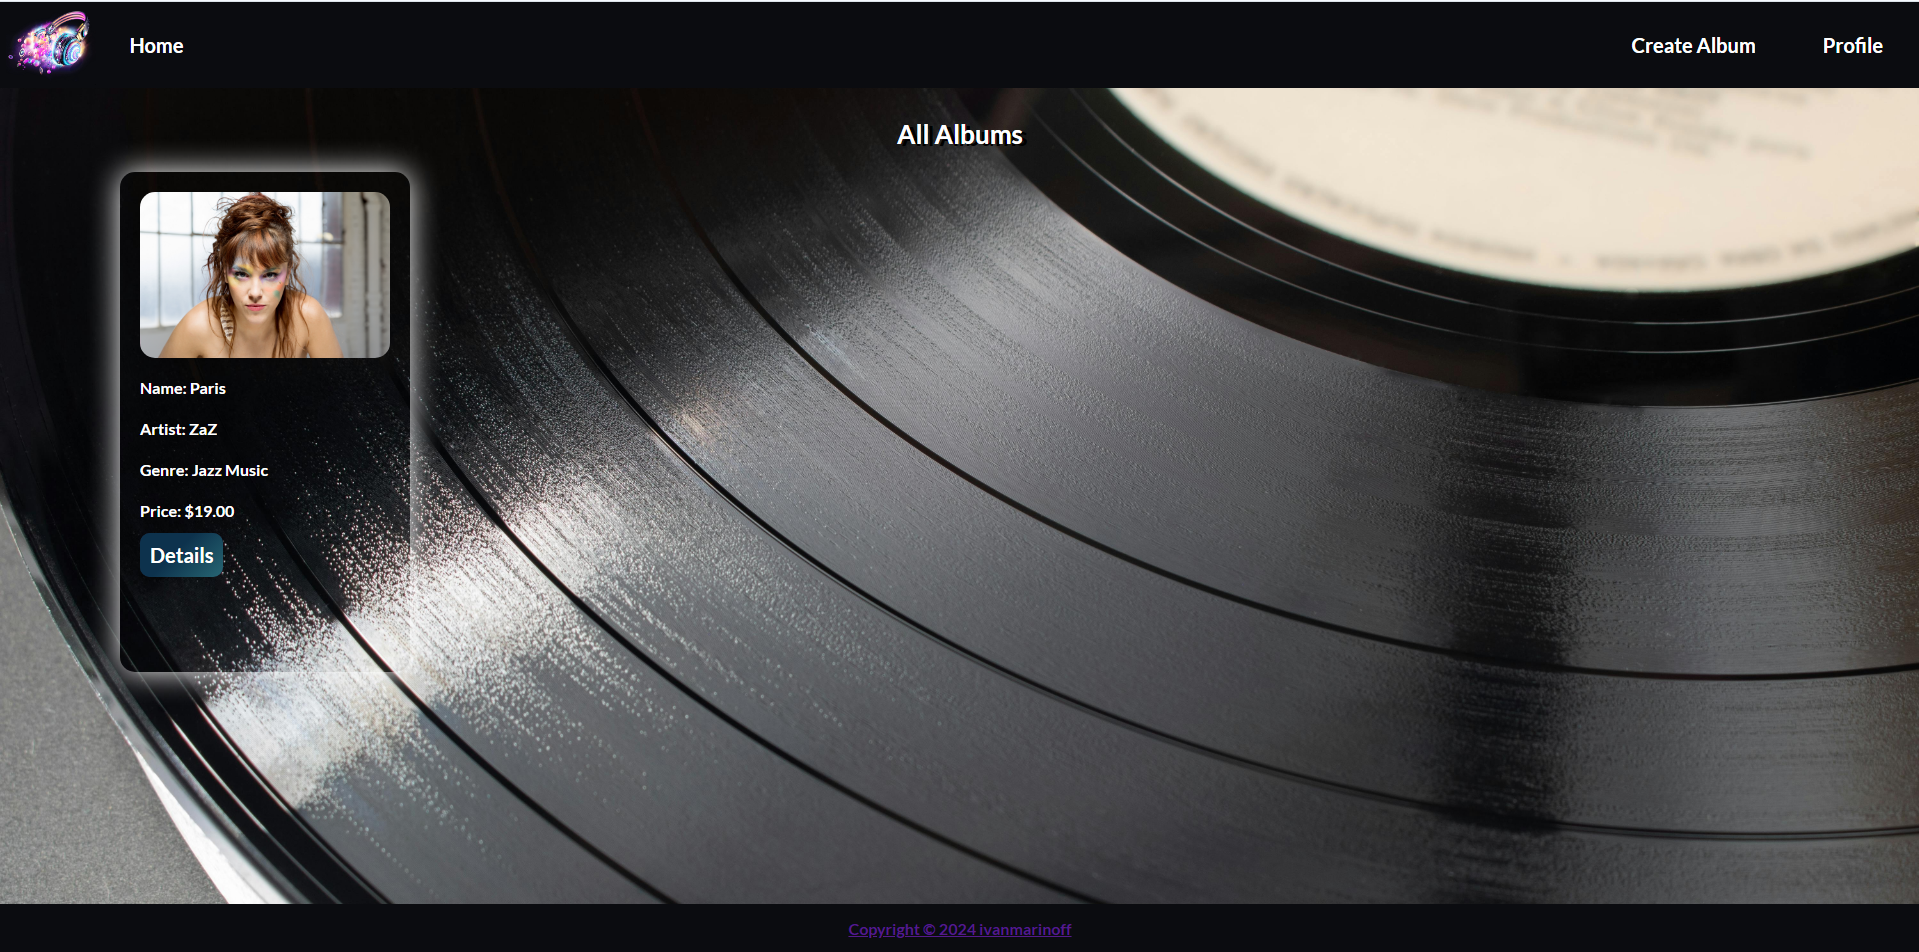 Home
Create Album
Profile
All Albums
Name: Paris
Artist: ZaZ
Genre: Jazz Music
Price: $19.00
Details
Copyright © 2024 ivanmarinoff